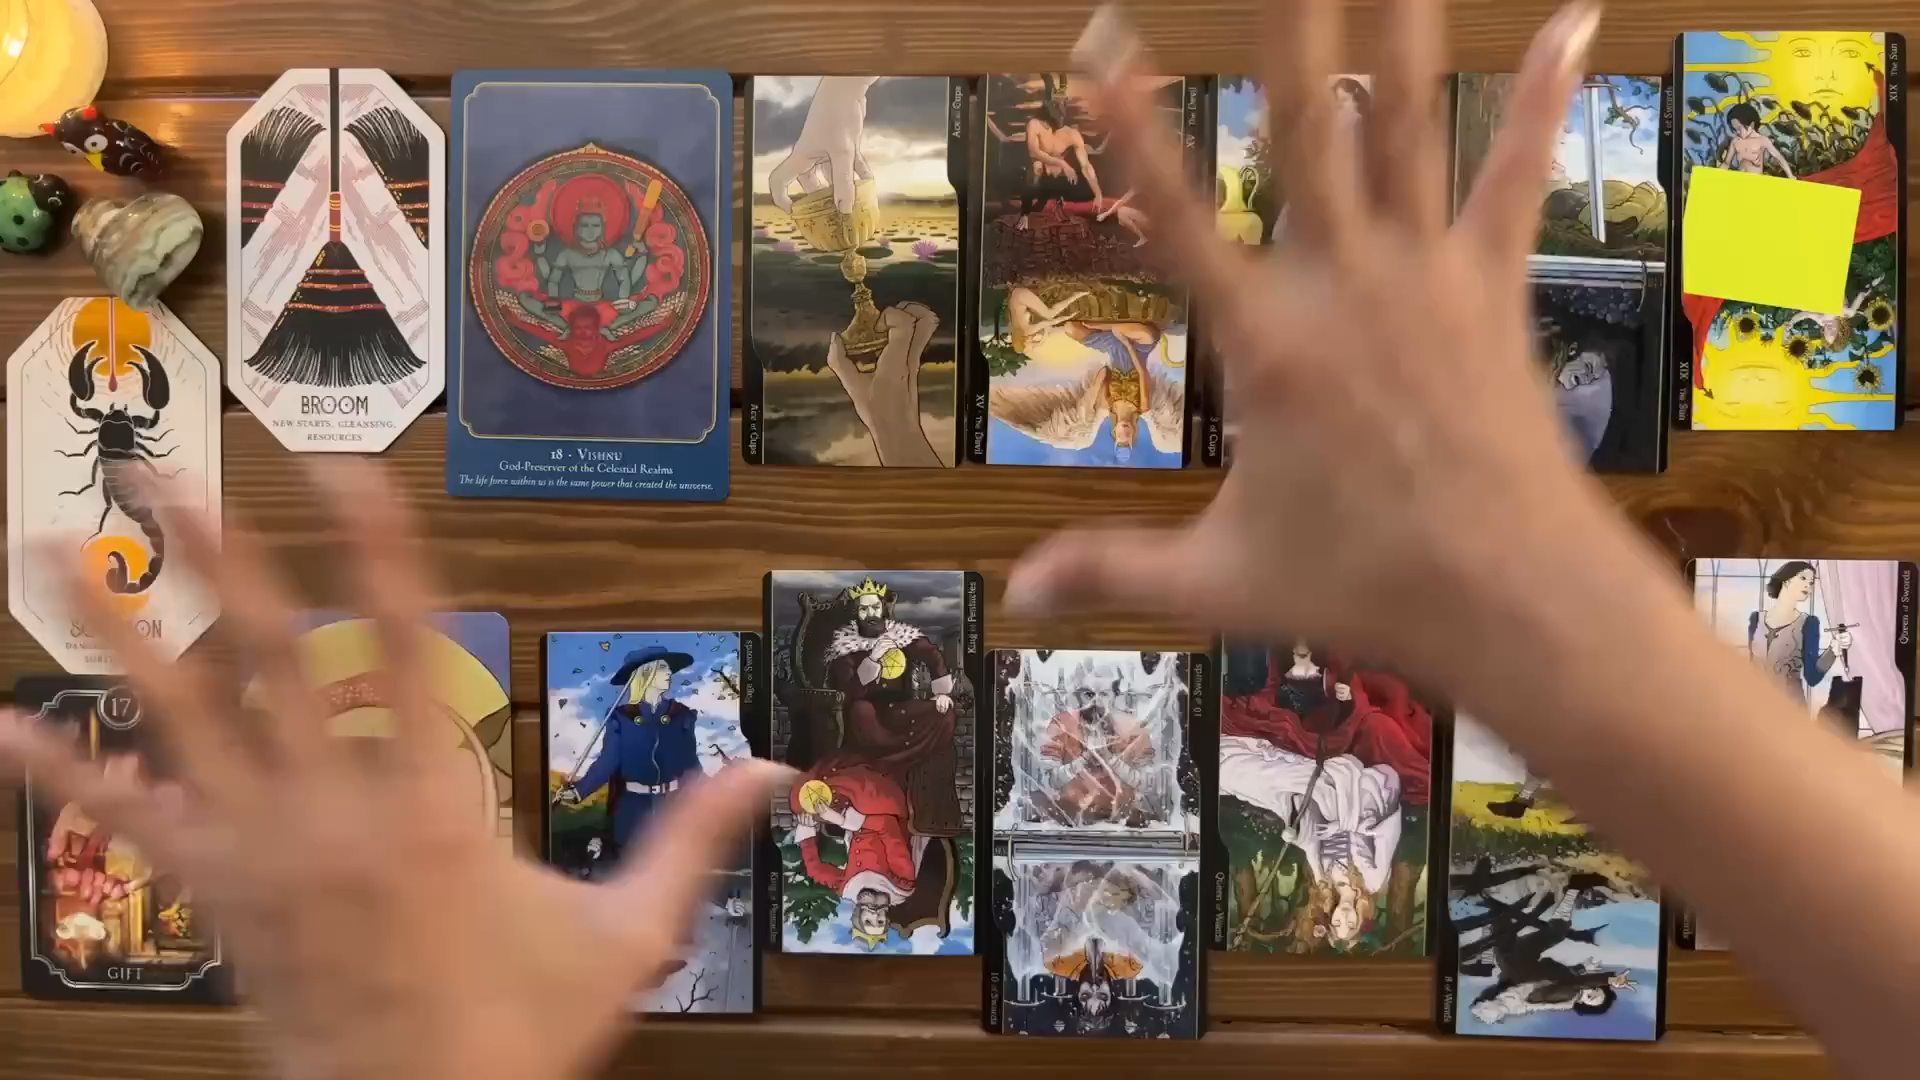 BROOM
NEW STARTS, CLEANSING,
RESOURCES
18 · VISHNU
God-Preserver of the Celestial Realms
The life force within us is the same power that created the universe.
Ace of Cups
Ace of Cups
XV · The Devil
XV · The Devil
3 of Cups
4 of Swords
XIX The Sun
XIX The Sun
17
GIFT
Page of Swords
King of Pentacles
King of Pentacles
10 of Swords
10 of Swords
Queen of Wands
8 of Wands
Queen of Swords